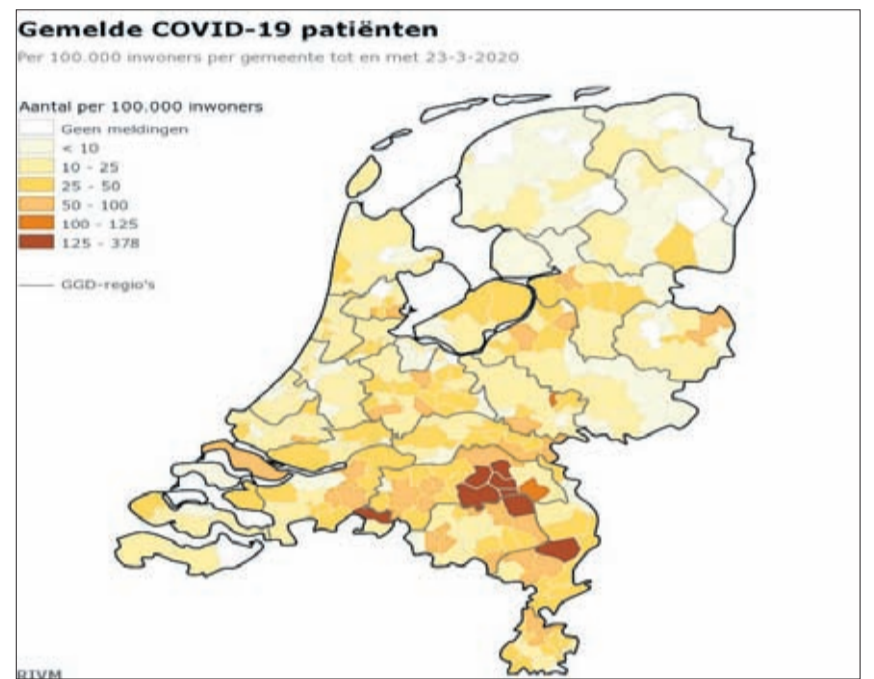 Gemelde COVID-19 patiënten
Per 100.000 inwoners per gemeente tot en met 23-3-2020
Aantal per 100.000 inwoners
Geen meldingen
< 10
10 - 25
25 - 50
50 - 100
100 - 125
125 - 378
GGD-regio's
RIVM